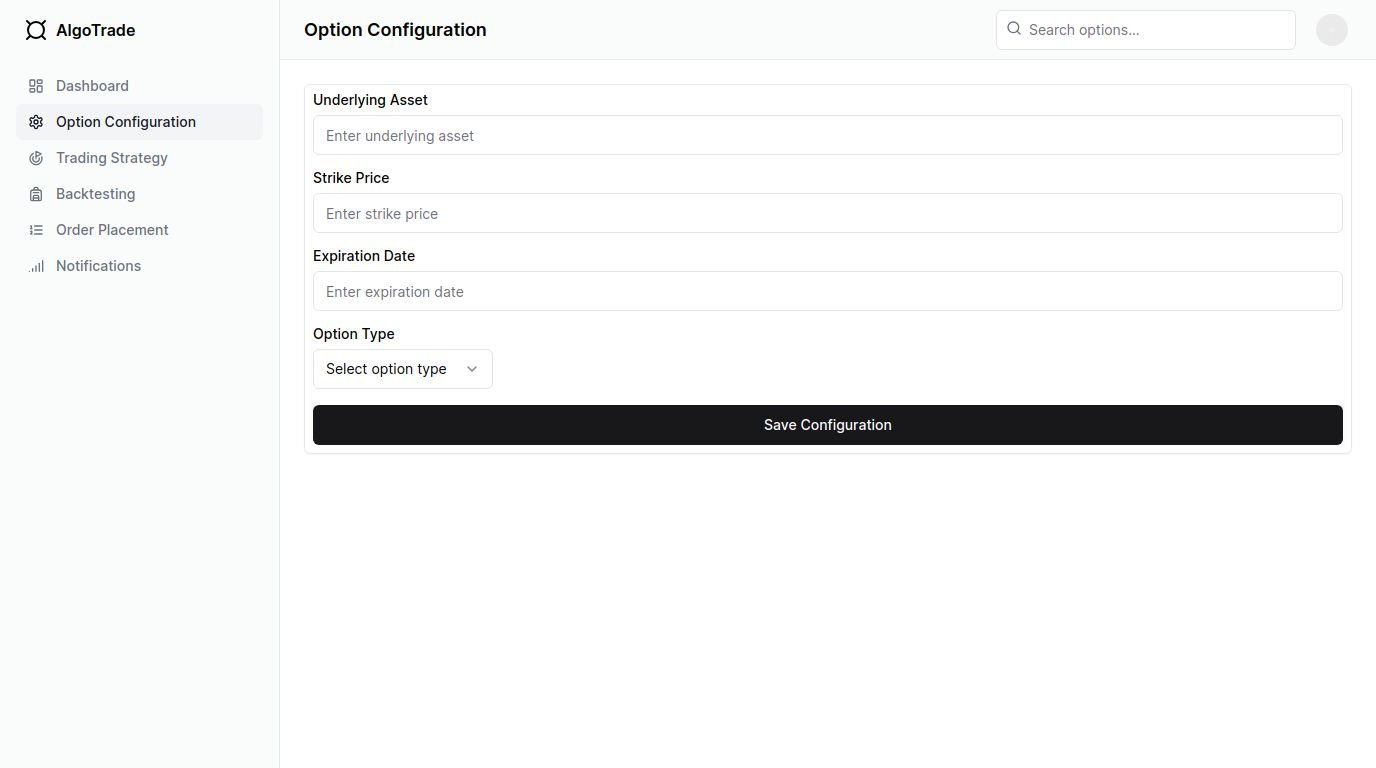 AlgoTrade
Dashboard
Option Configuration
Trading Strategy
Backtesting
Order Placement
Notifications
Option Configuration
Search options...
Underlying Asset
Enter underlying asset
Strike Price
Enter strike price
Expiration Date
Enter expiration date
Option Type
Select option type
Save Configuration